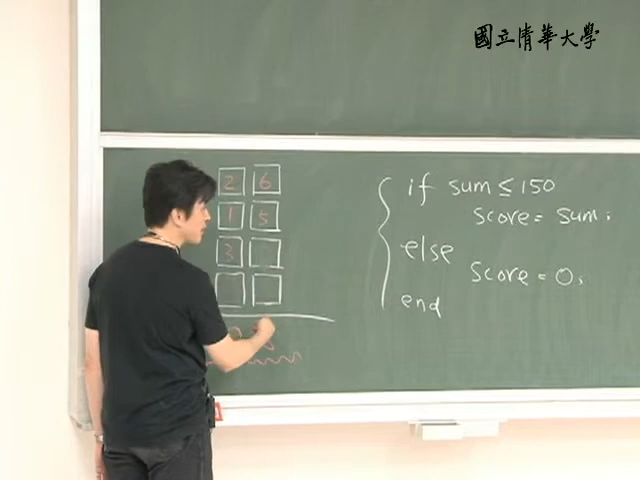 國立清華大學
2 6
1 5
3
if sum ≤ 150
score = sum;
else
score = 0;
end